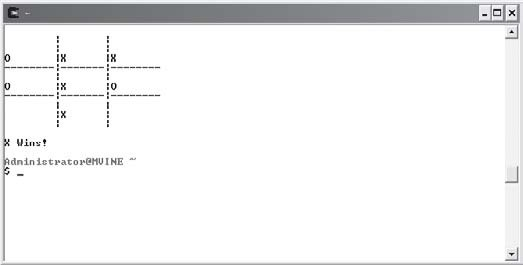 ~
O X X
O X O
X
X Wins!
Administrator@MVINE ~
$ _